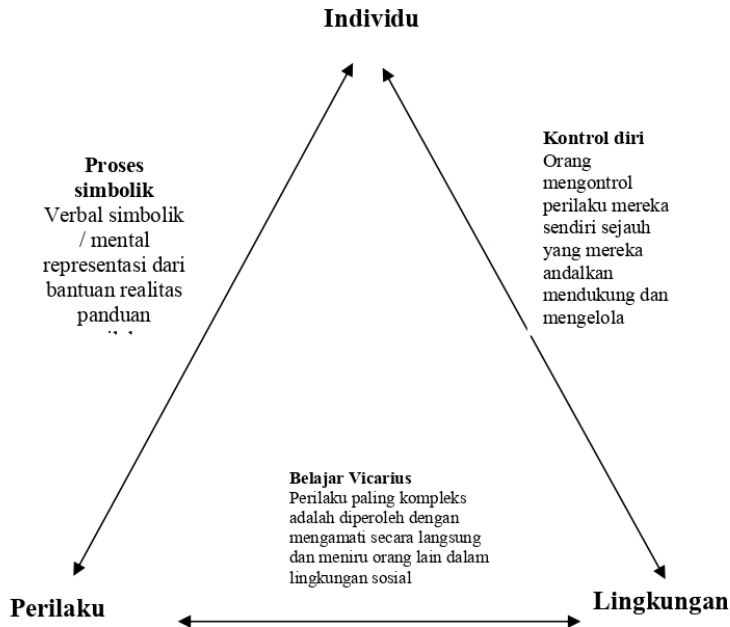 Individu
Proses
simbolik
Verbal simbolik
/ mental
representasi dari
bantuan realitas
panduan
Kontrol diri
Orang
mengontrol
perilaku mereka
sendiri sejauh
yang mereka
andalkan
mendukung dan
mengelola
Belajar Vicarius
Perilaku paling kompleks
adalah diperoleh dengan
mengamati secara langsung
dan meniru orang lain dalam
lingkungan sosial
Perilaku
Lingkungan